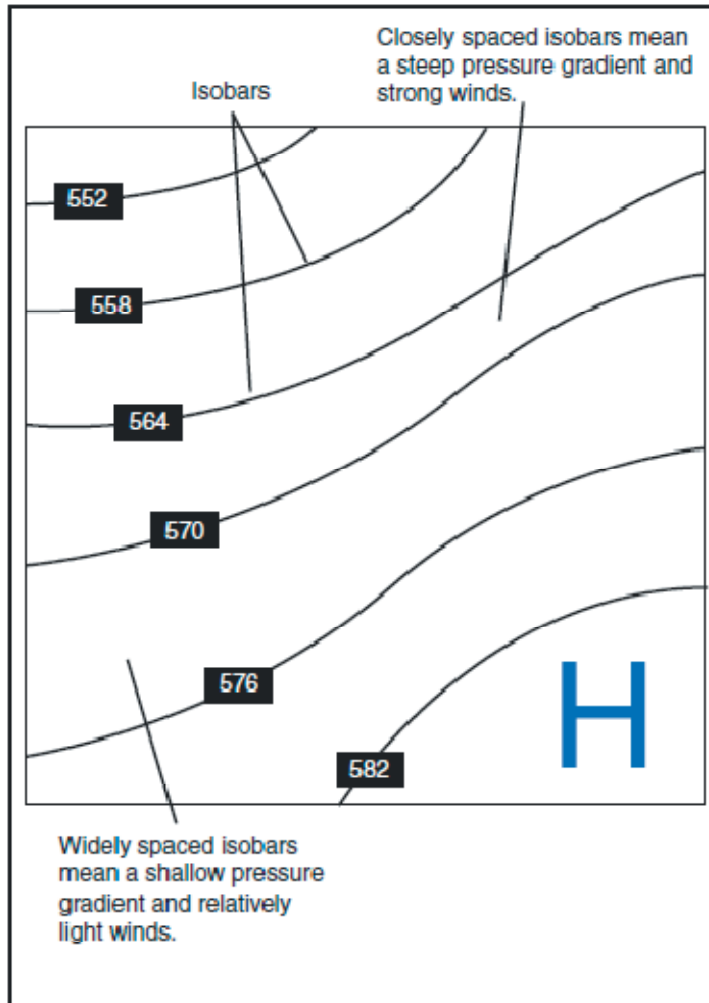 Closely spaced isobars mean
a steep pressure gradient and
strong winds.
Isobars
552
558
564
570
576
582
H
Widely spaced isobars
mean a shallow pressure
gradient and relatively
light winds.